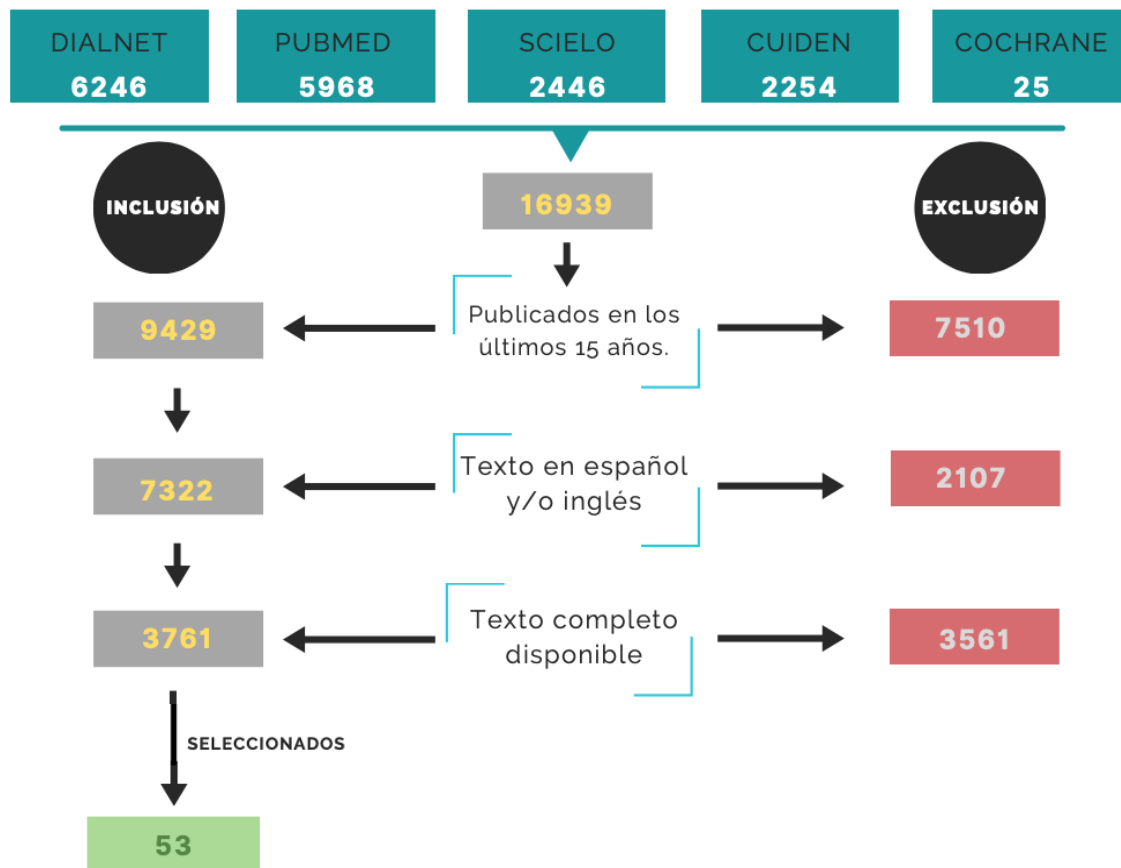 DIALNET
6246
PUBMED
5968
SCIELO
2446
CUIDEN
2254
COCHRANE
25
INCLUSIÓN
16939
EXCLUSIÓN
9429
Publicados en los
últimos 15 años.
7510
7322
Texto en español
y/o inglés
2107
3761
Texto completo
disponible
3561
SELECCIONADOS
53